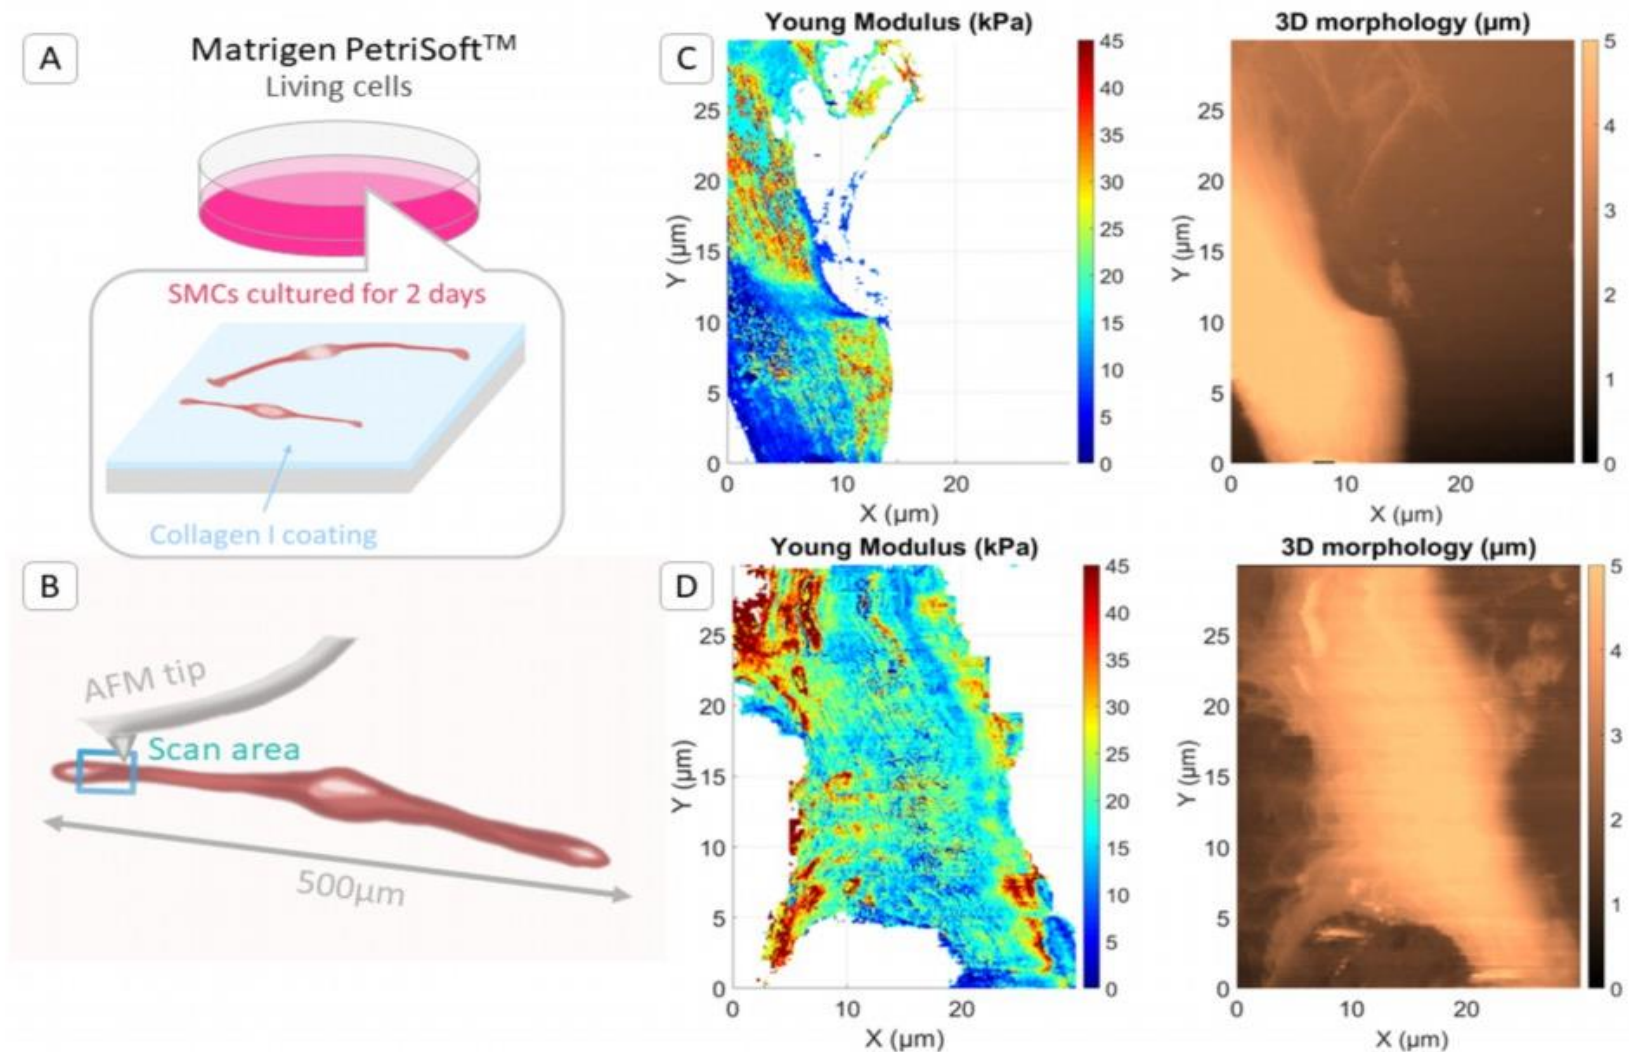 A
Matrigen PetriSoft™
Living cells
SMCs cultured for 2 days
Collagen I coating
B
AFM tip
Scan area
500µm
C
Young Modulus (kPa)
45
40
35
30
25
20
15
10
5
0
25
20
15
10
5
0
Y (µm)
0 10 20
X (µm)
3D morphology (µm)
5
4
3
2
1
0
25
20
15
10
5
0
Y (µm)
0 10 20
X (µm)
D
Young Modulus (kPa)
45
40
35
30
25
20
15
10
5
0
25
20
15
10
5
0
Y (µm)
0 10 20
X (µm)
3D morphology (µm)
5
4
3
2
1
0
25
20
15
10
5
0
Y (µm)
0 10 20
X (µm)